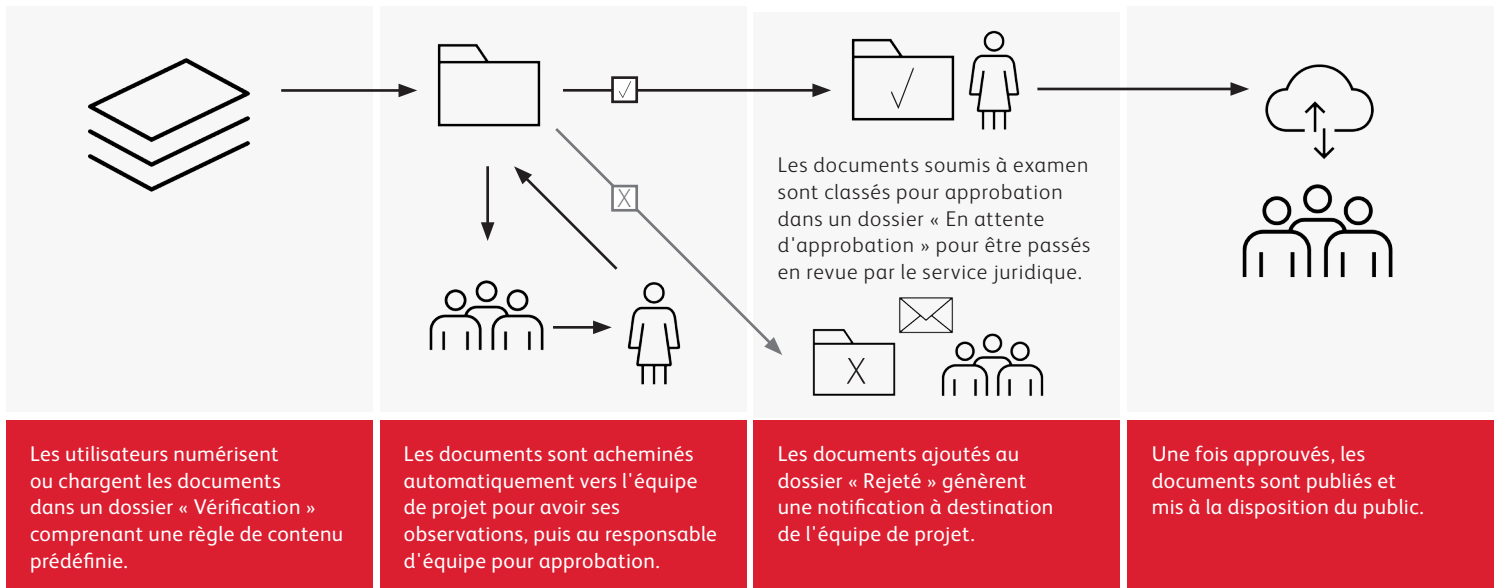 Les documents soumis à examen
sont classés pour approbation
dans un dossier « En attente
d'approbation » pour être passés
en revue par le service juridique.
Les utilisateurs numérisent
ou chargent les documents
dans un dossier « Vérification »
comprenant une règle de contenu
prédéfinie.
Les documents sont acheminés
automatiquement vers l'équipe
de projet pour avoir ses
observations, puis au responsable
d'équipe pour approbation.
Les documents ajoutés au
dossier « Rejeté » génèrent
une notification à destination
de l'équipe de projet.
Une fois approuvés, les
documents sont publiés et
mis à la disposition du public.